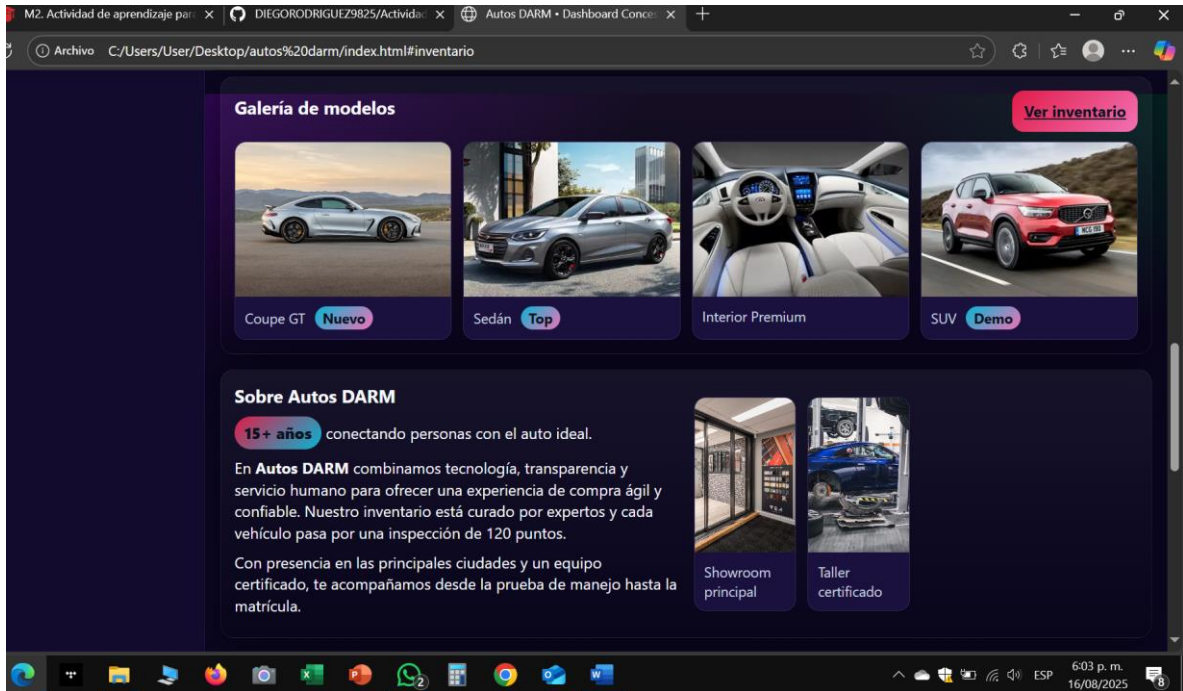 M2. Actividad de aprendizaje para
DIEGORODRIGUEZ9825/Actividad
Autos DARM • Dashboard Conces
Archivo C:/Users/User/Desktop/autos%20darm/index.html#inventario
Galería de modelos
Ver inventario
Coupe GT Nuevo
Sedán Top
Interior Premium
SUV Demo
Sobre Autos DARM
15+ años conectando personas con el auto ideal.
En Autos DARM combinamos tecnología, transparencia y
servicio humano para ofrecer una experiencia de compra ágil y
confiable. Nuestro inventario está curado por expertos y cada
vehículo pasa por una inspección de 120 puntos.
Con presencia en las principales ciudades y un equipo
certificado, te acompañamos desde la prueba de manejo hasta la
matrícula.
Showroom
principal
Taller
certificado
2
ESP
6:03 p. m.
16/08/2025
8